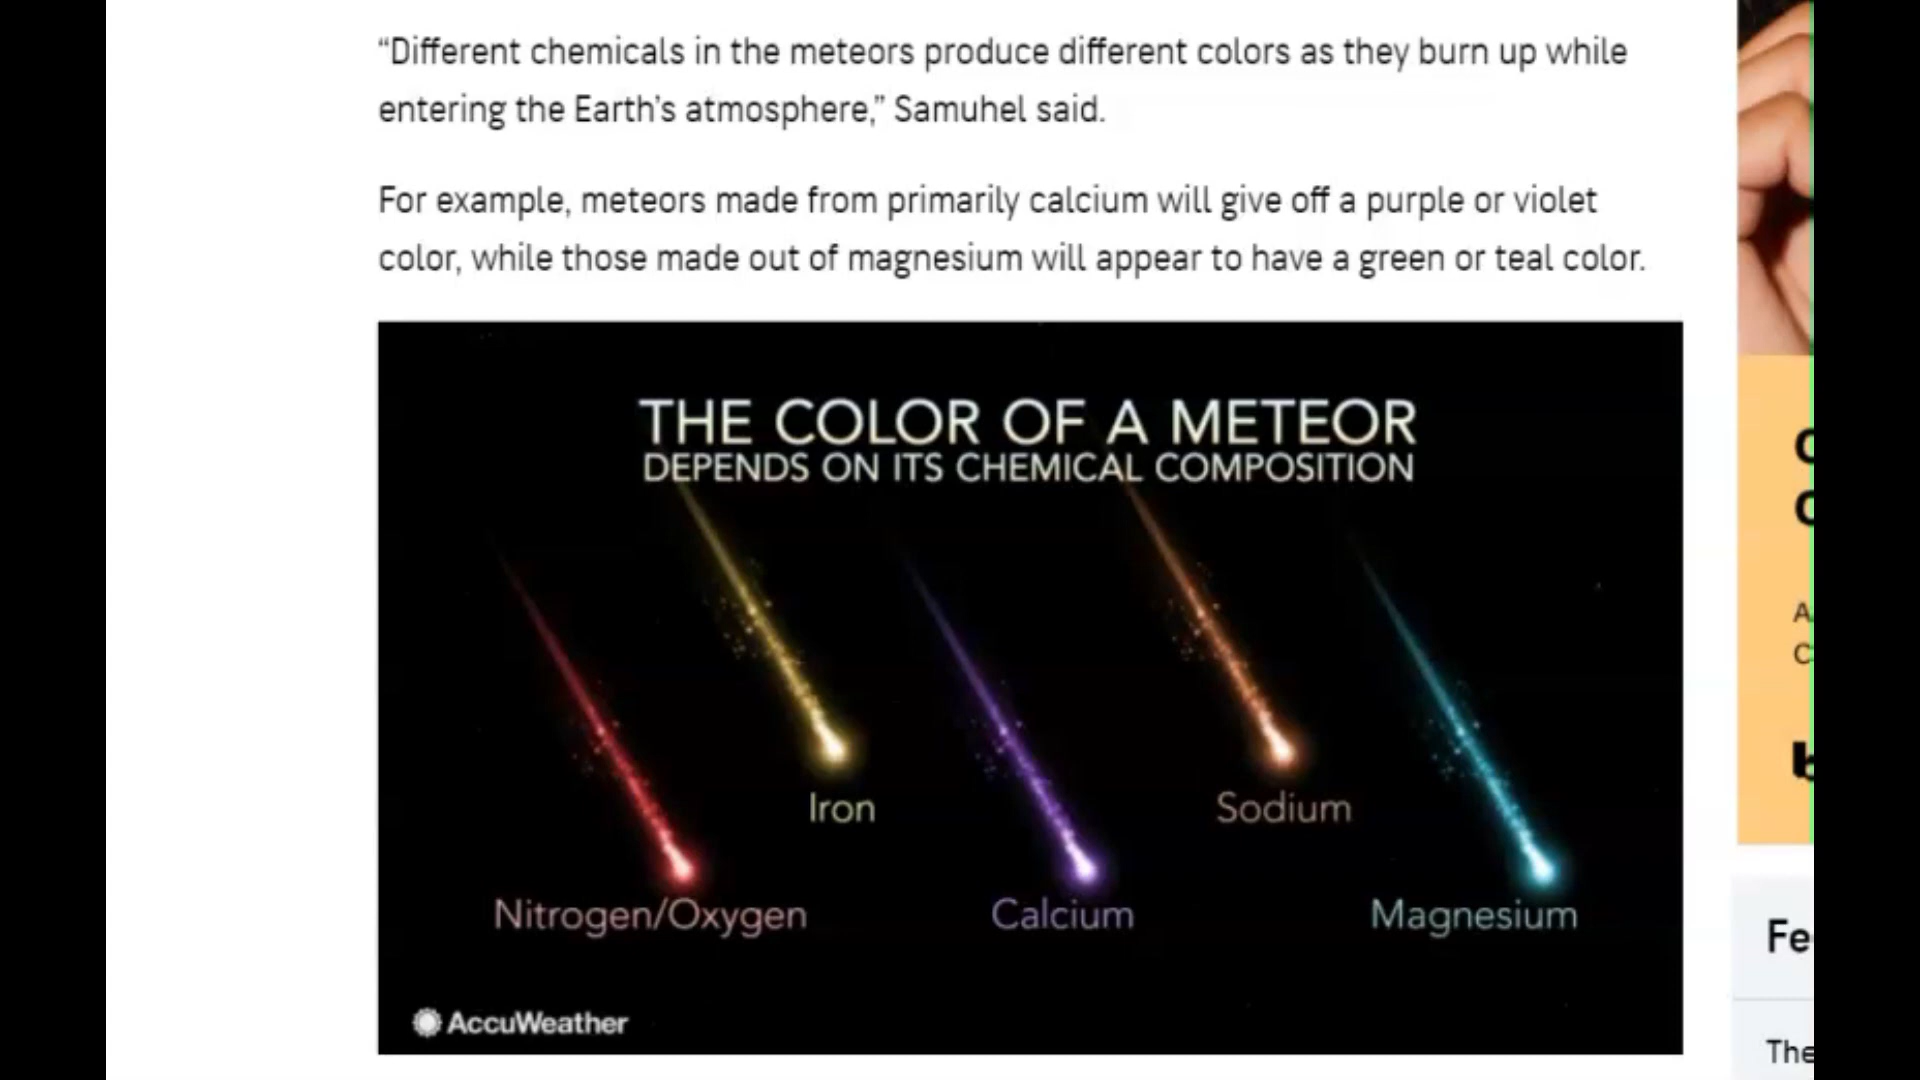 “Different chemicals in the meteors produce different colors as they burn up while
entering the Earth’s atmosphere,” Samuhel said.
For example, meteors made from primarily calcium will give off a purple or violet
color, while those made out of magnesium will appear to have a green or teal color.
THE COLOR OF A METEOR
DEPENDS ON ITS CHEMICAL COMPOSITION
Iron
Sodium
Nitrogen/Oxygen
Calcium
Magnesium
AccuWeather
Fe
The